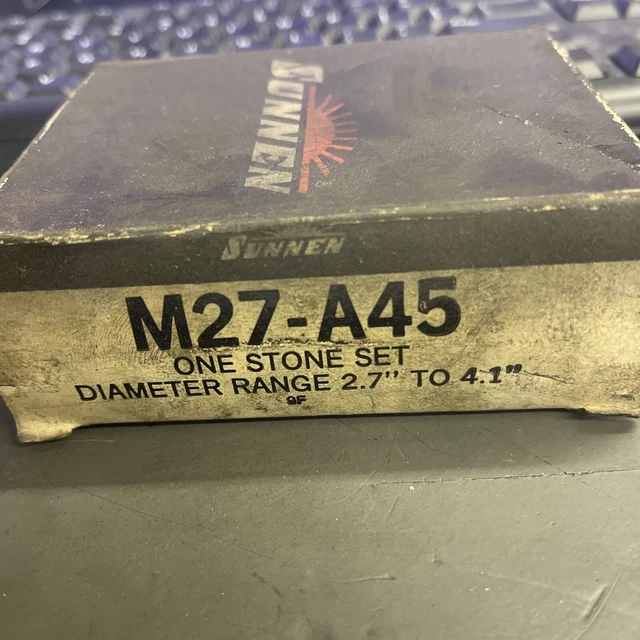 SUNNEN
SUNNEN
M27-A45
ONE STONE SET
DIAMETER RANGE 2.7" TO 4.1"
9F